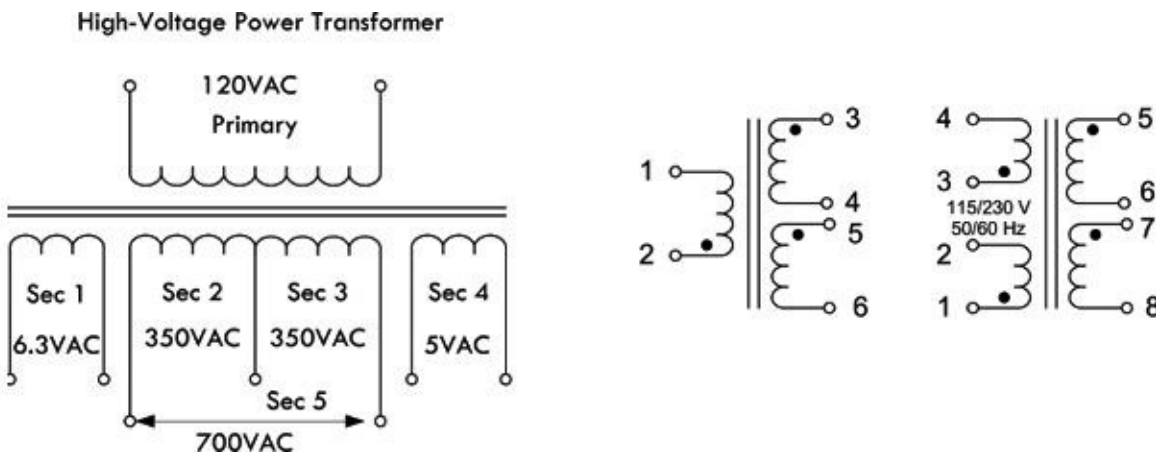 High-Voltage Power Transformer
120VAC
Primary
Sec 1
6.3VAC
Sec 2
350VAC
Sec 3
350VAC
Sec 4
5VAC
Sec 5
700VAC
1
2
3
4
5
6
4
3
115/230 V
50/60 Hz
2
1
5
6
7
8